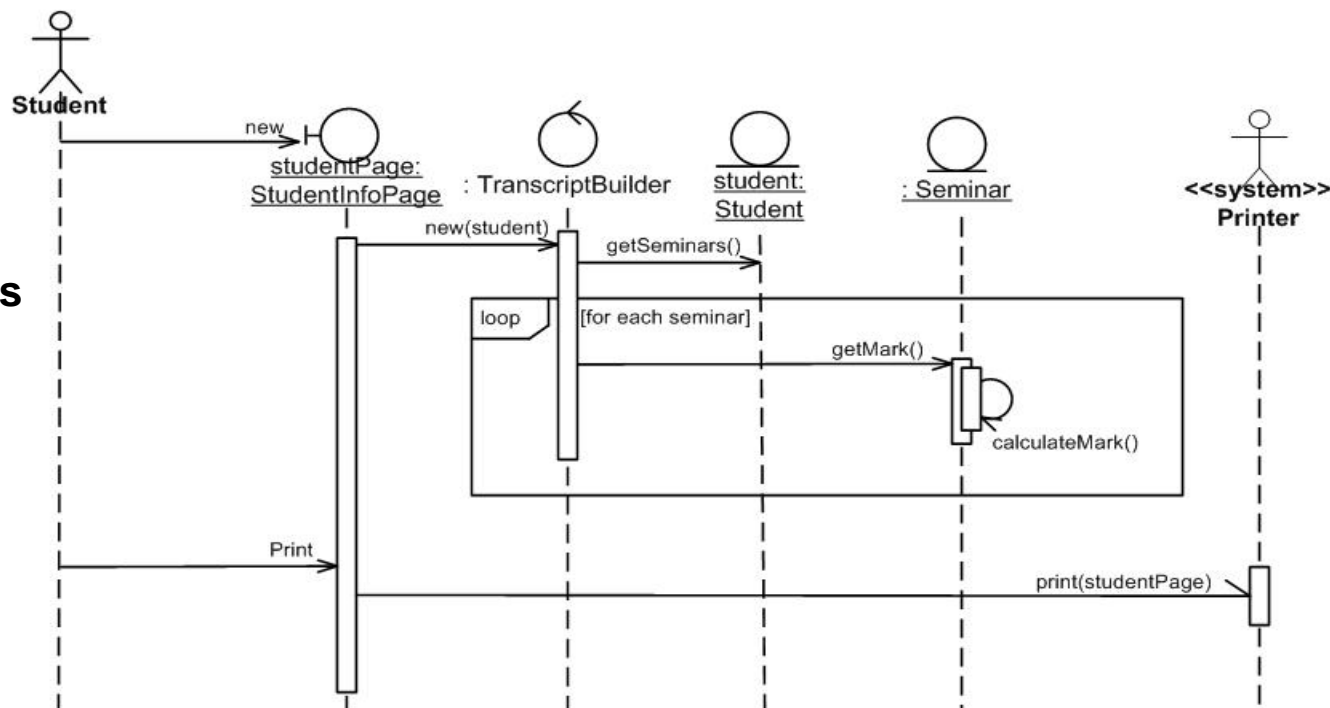 Student
new
studentPage:
StudentInfoPage
: TranscriptBuilder
student:
Student
: Seminar
<<system>>
Printer
new(student)
getSeminars()
s
loop
[for each seminar]
getMark()
calculateMark()
Print
print(studentPage)